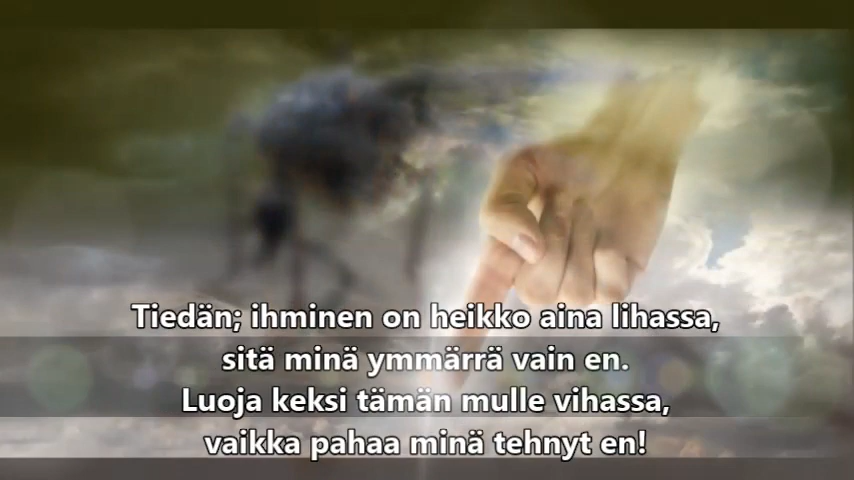 Tiedän; ihminen on heikko aina lihassa,
sitä minä ymmärrä vain en.
Luoja keksi tämän mulle vihassa,
vaikka pahaa minä tehnyt en!